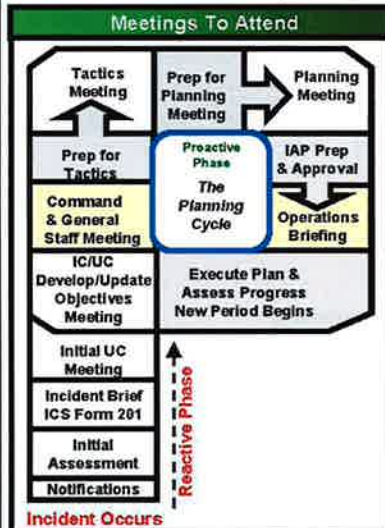 Meetings To Attend
Tactics
Meeting
Prep for
Planning
Meeting
Planning
Meeting
Prep for
Tactics
Proactive
Phase
The
Planning
Cycle
IAP Prep
& Approval
Command
& General
Staff Meeting
Operations
Briefing
IC/UC
Develop/Update
Objectives
Meeting
Execute Plan &
Assess Progress
New Period Begins
Initial UC
Meeting
Incident Brief
ICS Form 201
Initial
Assessment
Notifications
Reactive Phase
Incident Occurs